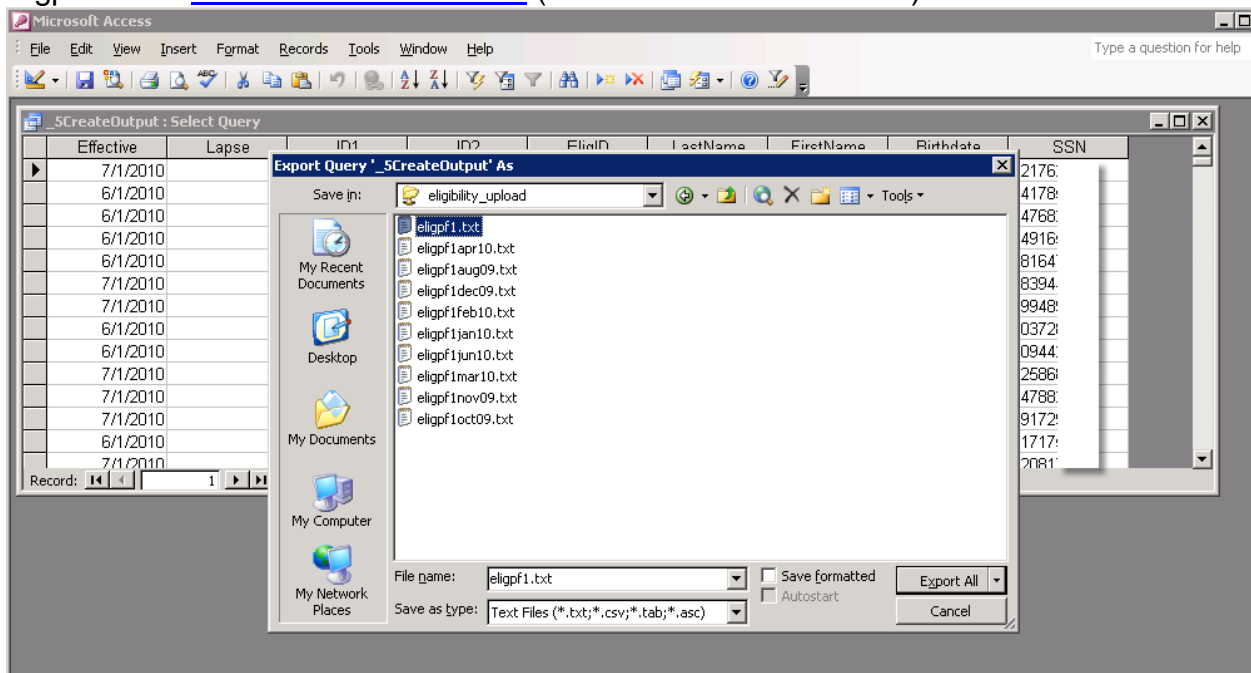 Microsoft Access
File Edit View Insert Format Records Tools Window Help
Type a question for help
_5CreateOutput : Select Query
Effective Lapse ID1 ID2 EligID LastName FirstName Birthdate SSN
7/1/2010
6/1/2010
6/1/2010
6/1/2010
6/1/2010
7/1/2010
7/1/2010
6/1/2010
6/1/2010
7/1/2010
7/1/2010
7/1/2010
6/1/2010
7/1/2010
Record: 1
Export Query '_5CreateOutput' As
Save in: eligibility_upload Tools
My Recent Documents
Desktop
My Documents
My Computer
My Network Places
eligpf1.txt
eligpf1apr10.txt
eligpf1aug09.txt
eligpf1dec09.txt
eligpf1feb10.txt
eligpf1jan10.txt
eligpf1jun10.txt
eligpf1mar10.txt
eligpf1nov09.txt
eligpf1oct09.txt
File name: eligpf1.txt
Save formatted
Export All
Autostart
Save as type: Text Files (*.txt;*.csv;*.tab;*.asc)
Cancel